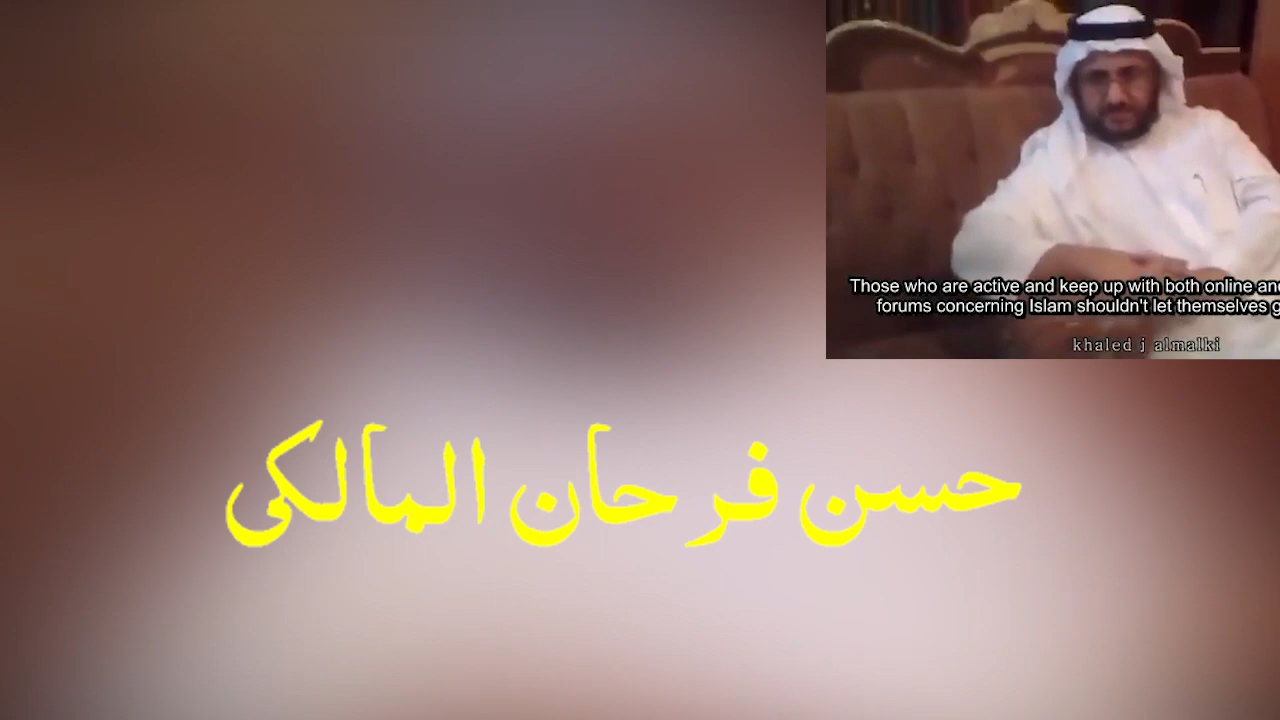 Those who are active and keep up with both online and
forums concerning Islam shouldn't let themselves g
khaled j almalki
حسن فرحان المالكي